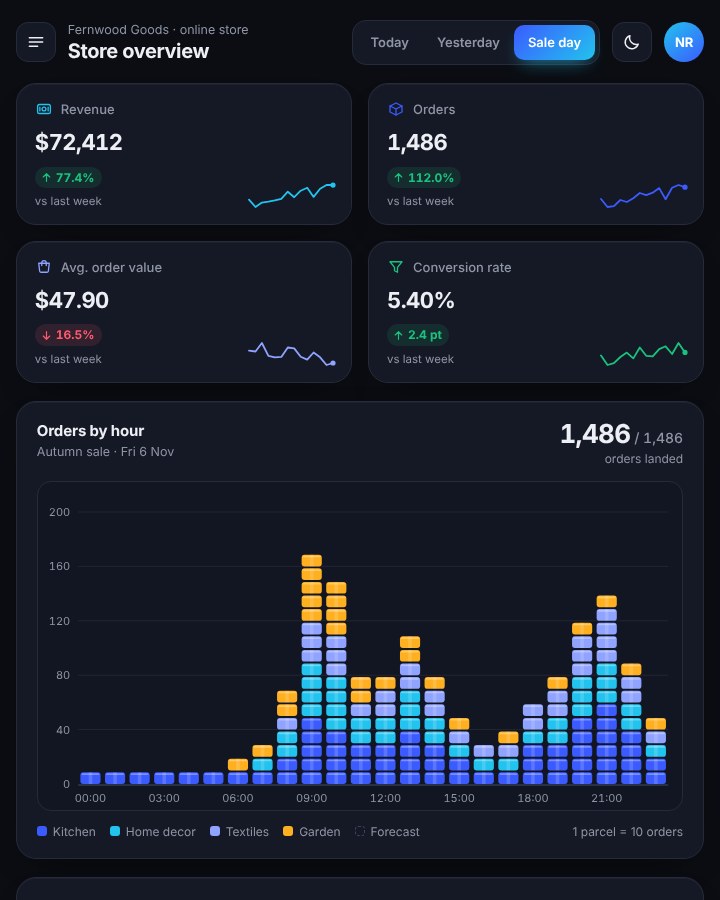 Fernwood Goods · online store
Store overview
Today
Yesterday
Sale day
NR
Revenue
$72,412
↑ 77.4%
vs last week
Orders
1,486
↑ 112.0%
vs last week
Avg. order value
$47.90
↓ 16.5%
vs last week
Conversion rate
5.40%
↑ 2.4 pt
vs last week
Orders by hour
Autumn sale · Fri 6 Nov
1,486 / 1,486
orders landed
200
160
120
80
40
0
00:00 03:00 06:00 09:00 12:00 15:00 18:00 21:00
Kitchen Home decor Textiles Garden Forecast 1 parcel = 10 orders